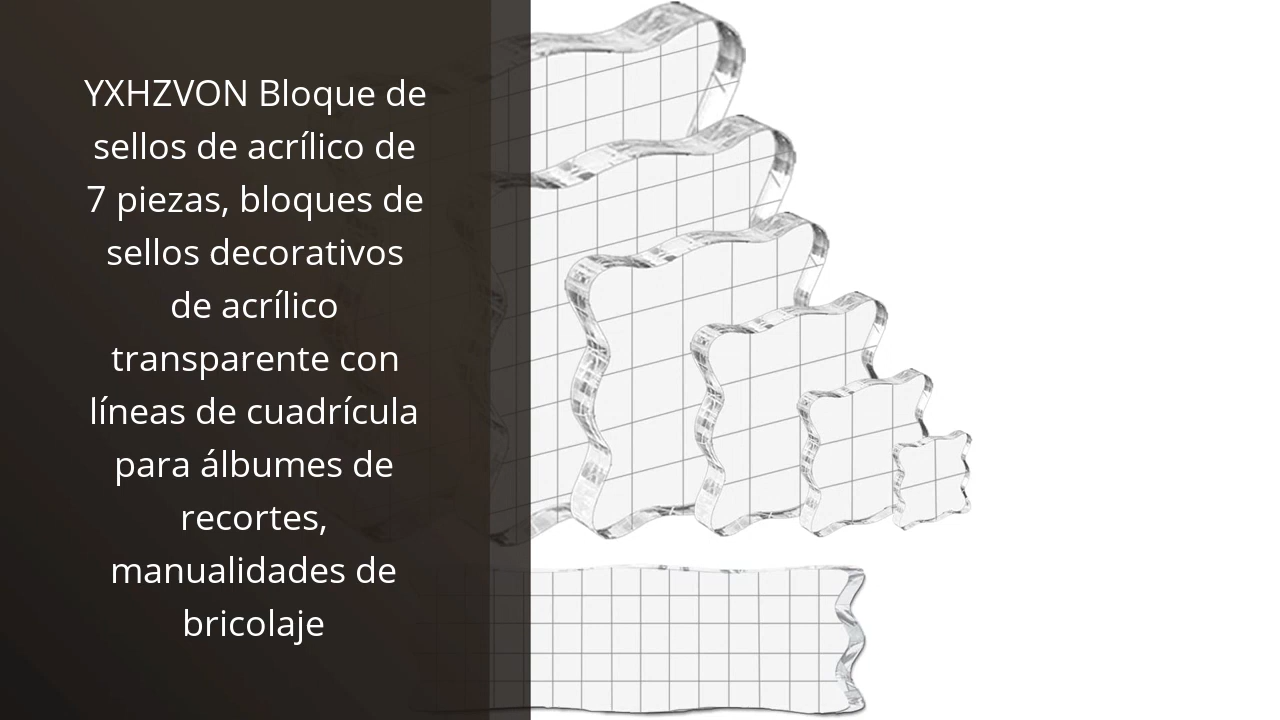 YXHZVON Bloque de
sellos de acrílico de
7 piezas, bloques de
sellos decorativos
de acrílico
transparente con
líneas de cuadrícula
para álbumes de
recortes,
manualidades de
bricolaje